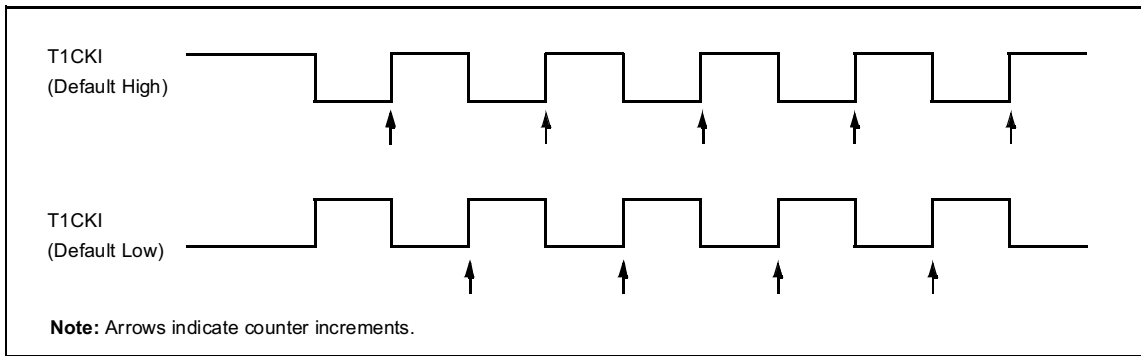 T1CKI
(Default High)
T1CKI
(Default Low)
Note: Arrows indicate counter increments.